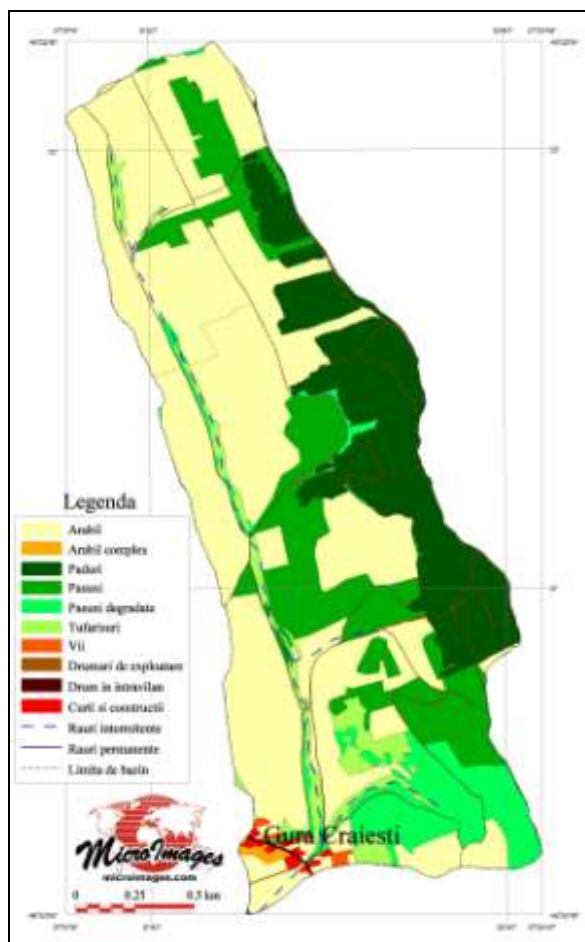 Legenda
Arabil
Arabil complex
Paduri
Pasuni
Pasuni degradate
Tufarisuri
Vii
Drumuri de exploatare
Drum in intravilan
Curti si constructii
Rauri intermitente
Rauri permanente
Limita de bazin
Gura Craiesti
MicroImages
microimages.com
0 0.25 0.5 km